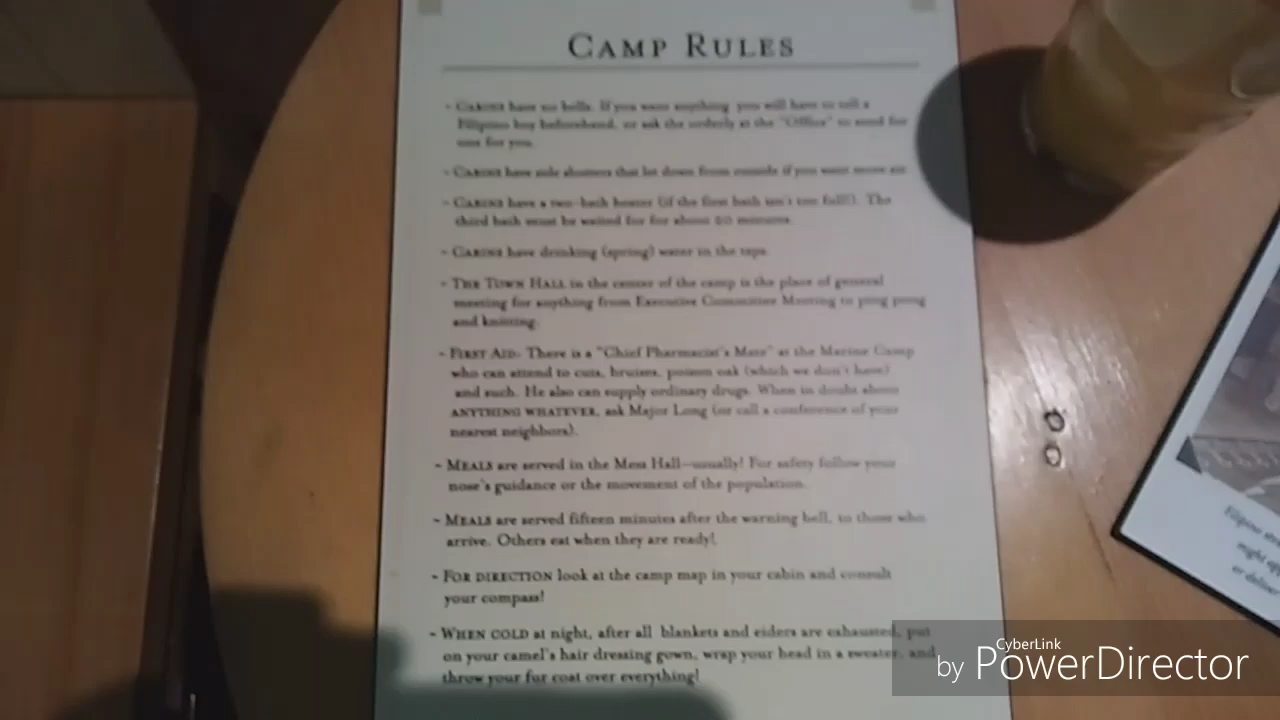 CAMP RULES
- CABINS have no bells. If you want anything you will have to tell a
Filipino boy beforehand, or ask the orderly at the "Office" to send for
one for you.
- CABINS have side shutters that let down from outside if you want more air.
- CABINS have a two-bath heater (if the first bath isn't too full!). The
third bath must be waited for for about 20 minutes.
- CABINS have drinking (spring) water in the taps.
- THE TOWN HALL in the center of the camp is the place of general
meeting for anything from Executive Committee Meeting to ping pong
and knitting.
- FIRST AID. There is a "Chief Pharmacist's Mate" at the Marine Camp
who can attend to cuts, bruises, poison oak (which we don't have)
and such. He also can supply ordinary drugs. When in doubt about
ANYTHING WHATEVER, ask Major Long (or call a conference of your
nearest neighbors).
- MEALS are served in the Mess Hall—usually! For safety follow your
nose's guidance or the movement of the population.
- MEALS are served fifteen minutes after the warning bell, to those who
arrive. Others eat when they are ready!
- FOR DIRECTION look at the camp map in your cabin and consult
your compass!
- WHEN COLD at night, after all blankets and eiders are exhausted, put
on your camel's hair dressing gown, wrap your head in a sweater, and
throw your fur coat over everything!
Filipino
might
or deliver
CyberLink
by PowerDirector